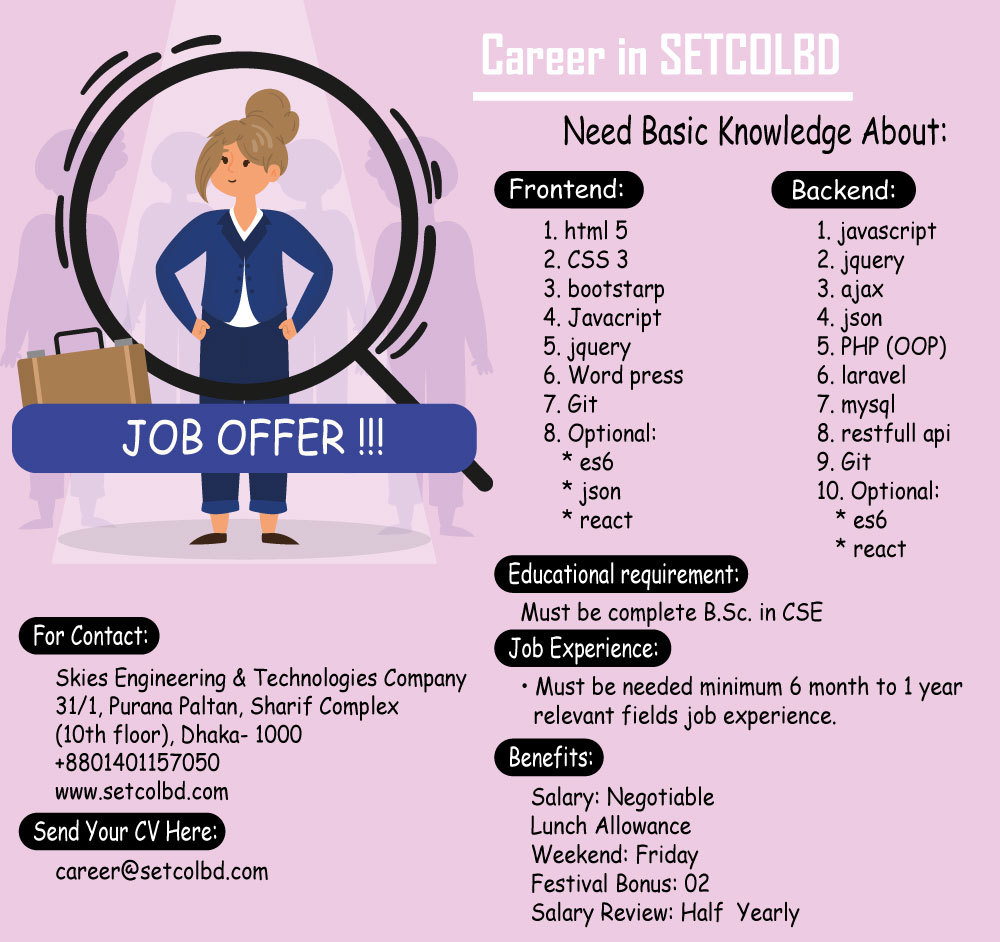 Career in SETCOLBD
Need Basic Knowledge About:
Frontend:
1. html 5
2. CSS 3
3. bootstarp
4. Javacript
5. jquery
6. Word press
7. Git
8. Optional:
* es6
* json
* react
Backend:
1. javascript
2. jquery
3. ajax
4. json
5. PHP (OOP)
6. laravel
7. mysql
8. restfull api
9. Git
10. Optional:
* es6
* react
JOB OFFER !!!
Educational requirement:
Must be complete B.Sc. in CSE
Job Experience:
• Must be needed minimum 6 month to 1 year
relevant fields job experience.
Benefits:
Salary: Negotiable
Lunch Allowance
Weekend: Friday
Festival Bonus: 02
Salary Review: Half Yearly
For Contact:
Skies Engineering & Technologies Company
31/1, Purana Paltan, Sharif Complex
(10th floor), Dhaka- 1000
+8801401157050
www.setcolbd.com
Send Your CV Here:
career@setcolbd.com